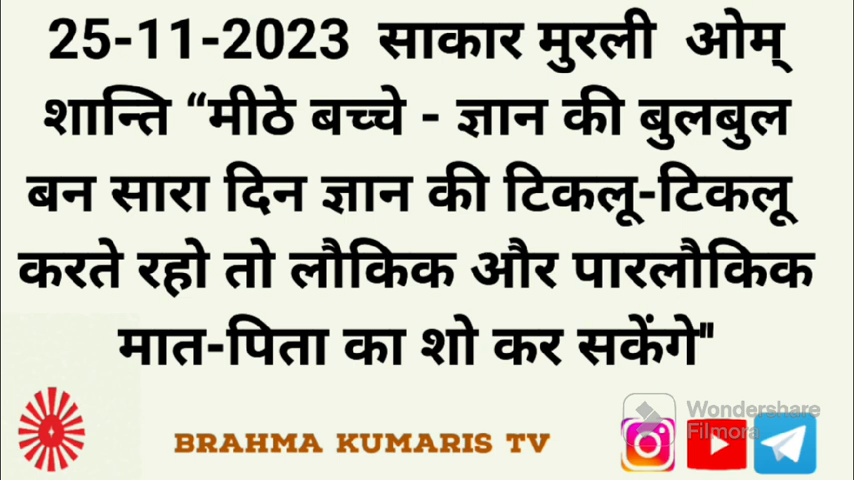 25-11-2023 साकार मुरली ओम्
शान्ति “मीठे बच्चे - ज्ञान की बुलबुल
बन सारा दिन ज्ञान की टिकलू-टिकलू
करते रहो तो लौकिक और पारलौकिक
मात-पिता का शो कर सकेंगे"
BRAHMA KUMARIS TV
Wondershare
Filmora